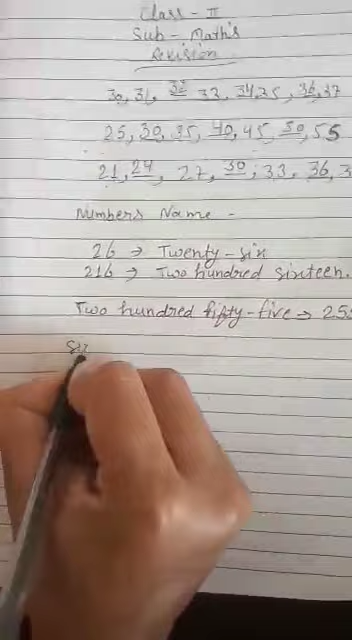 Class - II
Sub - Math's
Revision
30, 31, 32 33, 34, 35, 36, 37
25, 30, 35, 40, 45, 50, 55
21, 24, 27, 30, 33, 36, 3
Numbers Name -
26 → Twenty-six
216 → Two hundred sixteen.
Two hundred fifty-five → 255
Si